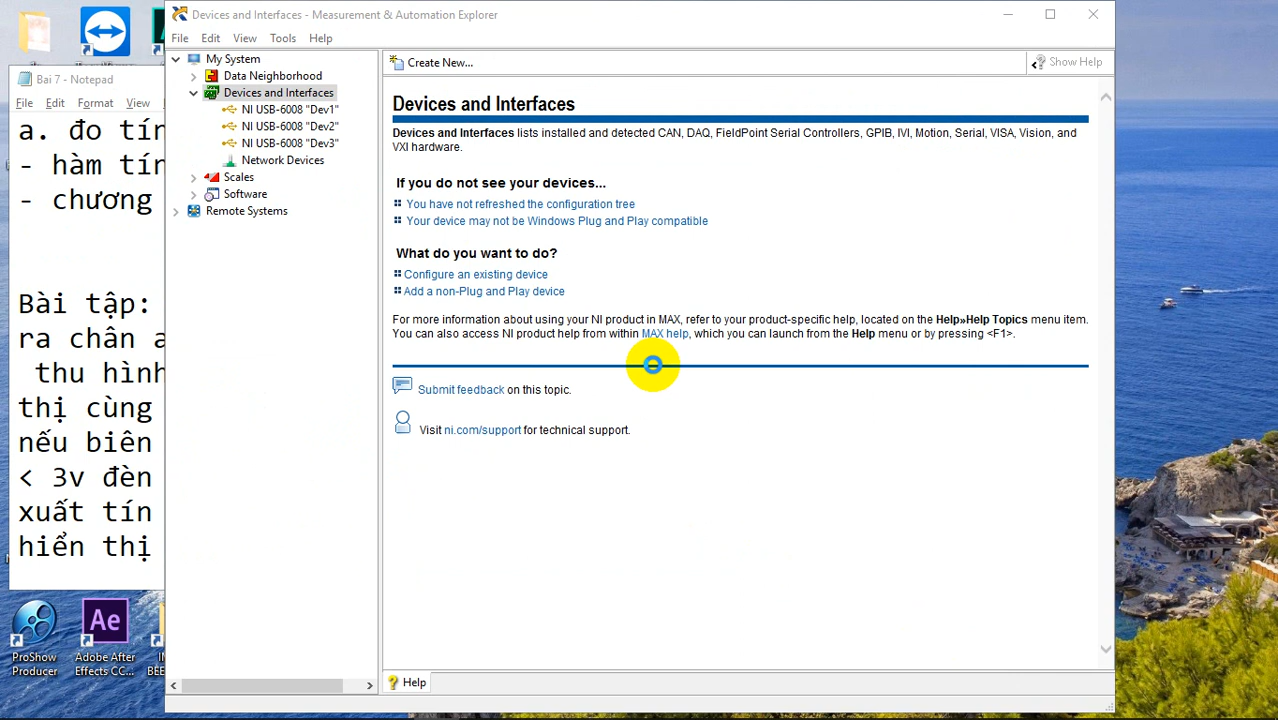 Devices and Interfaces - Measurement & Automation Explorer
File Edit View Tools Help
My System
Data Neighborhood
Devices and Interfaces
NI USB-6008 "Dev1"
NI USB-6008 "Dev2"
NI USB-6008 "Dev3"
Network Devices
Scales
Software
Remote Systems
Create New...
Show Help
Devices and Interfaces
Devices and Interfaces lists installed and detected CAN, DAQ, FieldPoint Serial Controllers, GPIB, IVI, Motion, Serial, VISA, Vision, and
VXI hardware.
If you do not see your devices...
You have not refreshed the configuration tree
Your device may not be Windows Plug and Play compatible
What do you want to do?
Configure an existing device
Add a non-Plug and Play device
For more information about using your NI product in MAX, refer to your product-specific help, located on the Help»Help Topics menu item.
You can also access NI product help from within MAX help, which you can launch from the Help menu or by pressing <F1>.
Submit feedback on this topic.
Visit ni.com/support for technical support.
Help
Bai 7 - Notepad
File Edit Format View
a. đo tín
- hàm tín
- chương
Bài tập:
ra chân a
thu hình
thị cùng
nếu biên
< 3v đèn
xuất tín
hiển thị
ProShow
Producer
Ae
Adobe After
Effects CC...
BEE